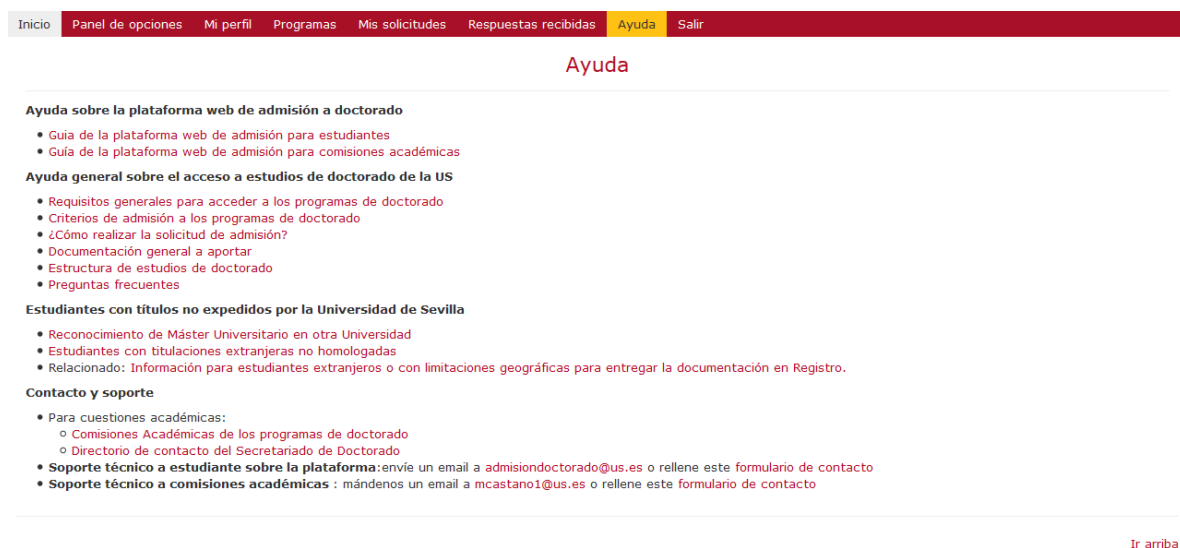 Inicio Panel de opciones Mi perfil Programas Mis solicitudes Respuestas recibidas Ayuda Salir
Ayuda
Ayuda sobre la plataforma web de admisión a doctorado
Guia de la plataforma web de admisión para estudiantes
Guía de la plataforma web de admisión para comisiones académicas
Ayuda general sobre el acceso a estudios de doctorado de la US
Requisitos generales para acceder a los programas de doctorado
Criterios de admisión a los programas de doctorado
¿Cómo realizar la solicitud de admisión?
Documentación general a aportar
Estructura de estudios de doctorado
Preguntas frecuentes
Estudiantes con títulos no expedidos por la Universidad de Sevilla
Reconocimiento de Máster Universitario en otra Universidad
Estudiantes con titulaciones extranjeras no homologadas
Relacionado: Información para estudiantes extranjeros o con limitaciones geográficas para entregar la documentación en Registro.
Contacto y soporte
Para cuestiones académicas:
Comisiones Académicas de los programas de doctorado
Directorio de contacto del Secretariado de Doctorado
Soporte técnico a estudiante sobre la plataforma:envíe un email a admisiondoctorado@us.es o rellene este formulario de contacto
Soporte técnico a comisiones académicas : mándenos un email a mcastano1@us.es o rellene este formulario de contacto
Ir arriba